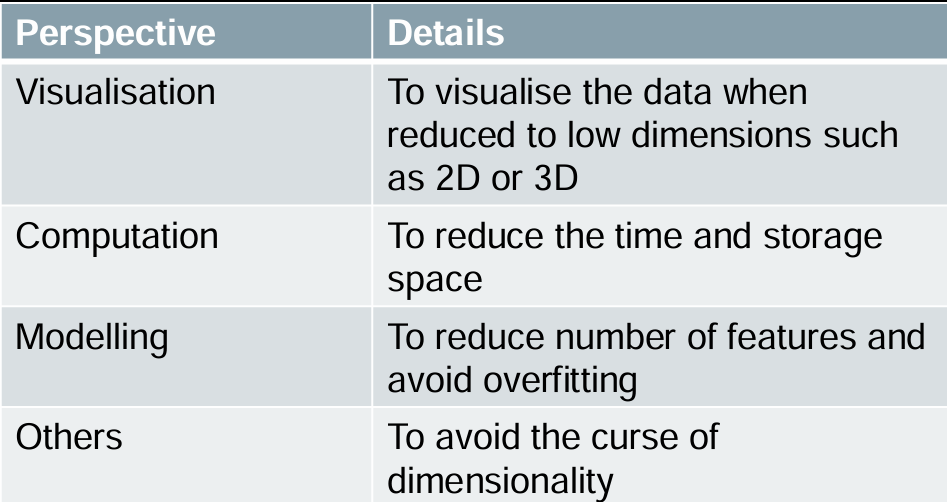 Perspective
Details
Visualisation
To visualise the data when
reduced to low dimensions such
as 2D or 3D
Computation
To reduce the time and storage
space
Modelling
To reduce number of features and
avoid overfitting
Others
To avoid the curse of
dimensionality